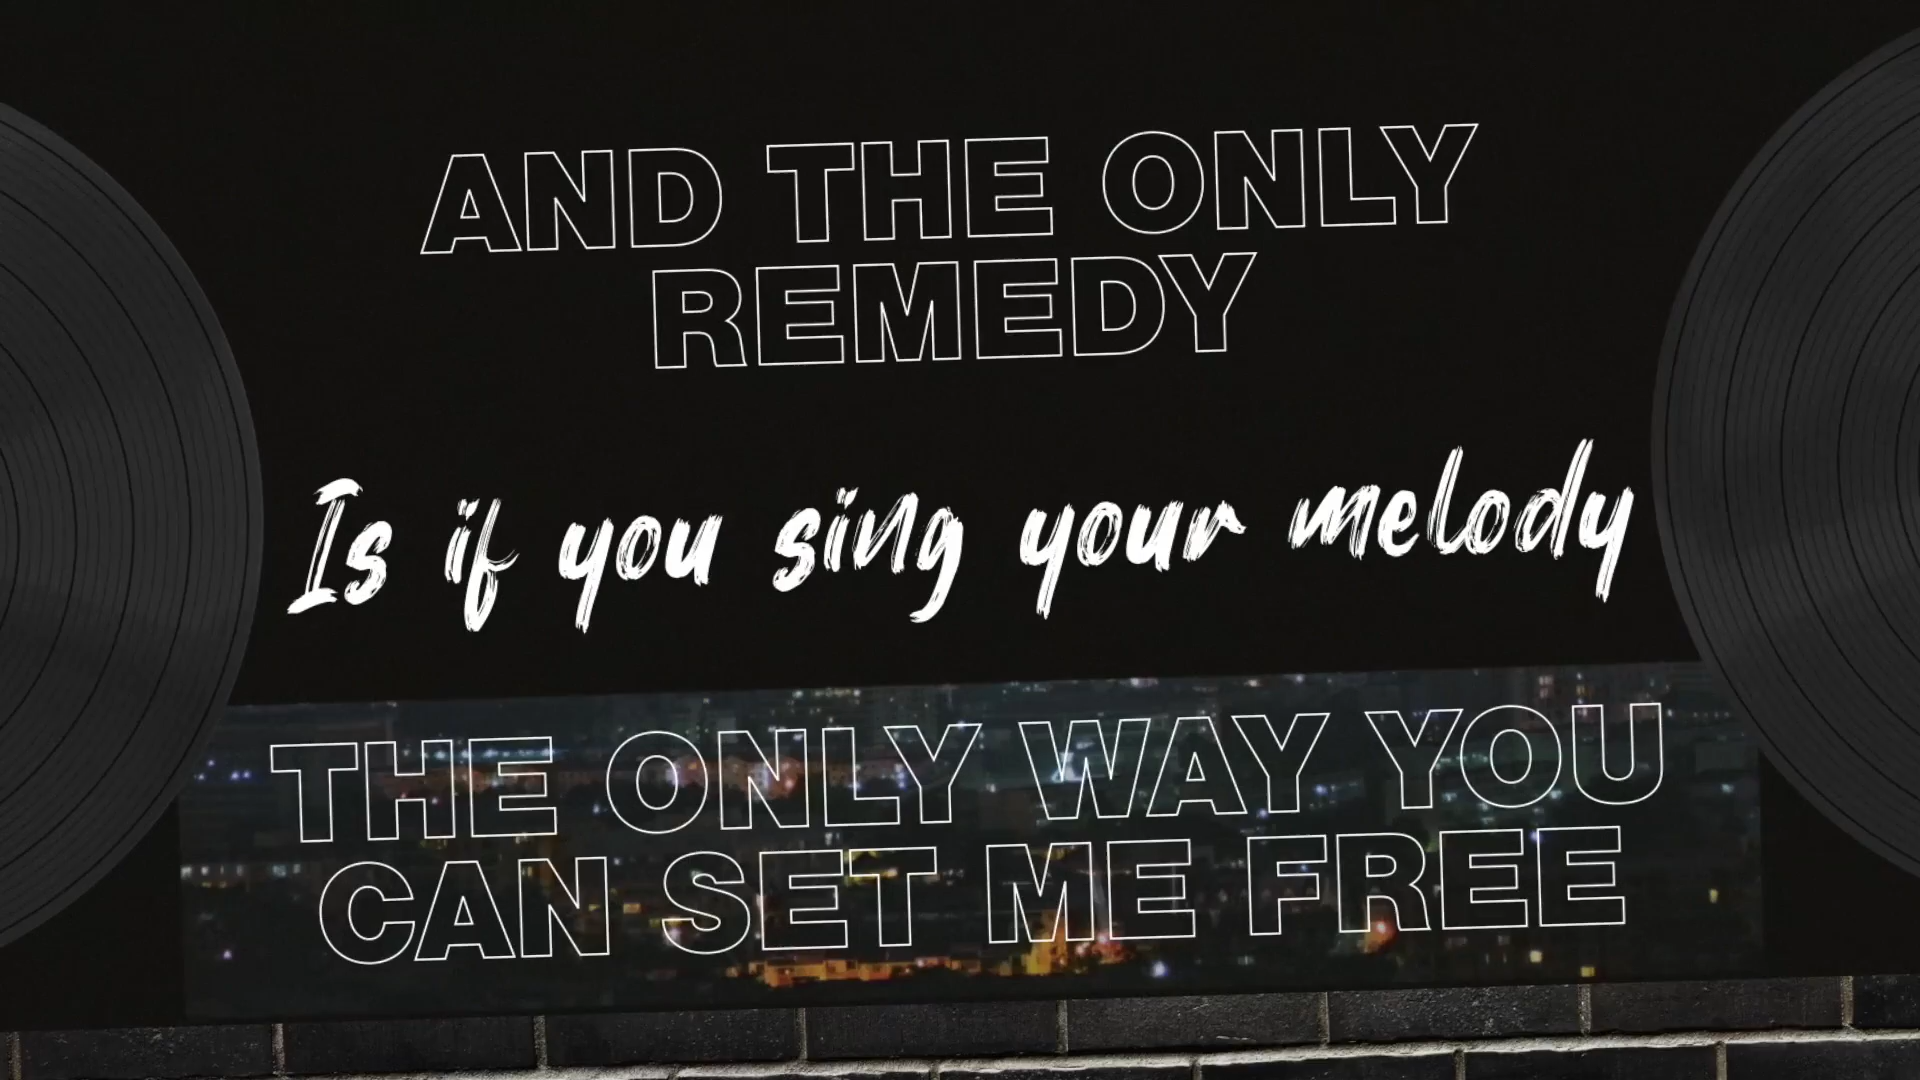 AND THE ONLY
REMEDY
Is if you sing your melody
THE ONLY WAY YOU
CAN SET ME FREE